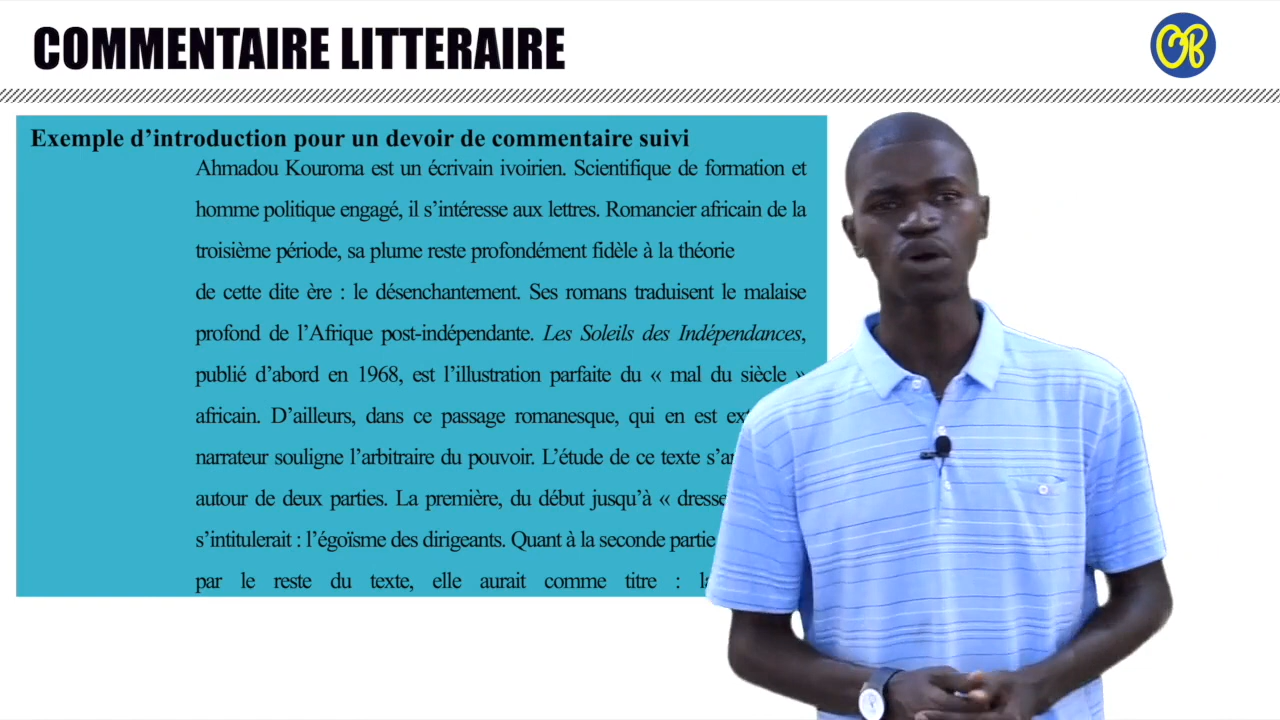 COMMENTAIRE LITTERAIRE
Exemple d’introduction pour un devoir de commentaire suivi
Ahmadou Kouroma est un écrivain ivoirien. Scientifique de formation et
homme politique engagé, il s’intéresse aux lettres. Romancier africain de la
troisième période, sa plume reste profondément fidèle à la théorie
de cette dite ère : le désenchantement. Ses romans traduisent le malaise
profond de l’Afrique post-indépendante. Les Soleils des Indépendances,
publié d’abord en 1968, est l’illustration parfaite du « mal du siècle »
africain. D’ailleurs, dans ce passage romanesque, qui en est
narrateur souligne l’arbitraire du pouvoir. L’étude de ce texte
autour de deux parties. La première, du début jusqu’à «
s’intitulerait : l’égoïsme des dirigeants. Quant à la seconde partie
par le reste du texte, elle aurait comme titre :